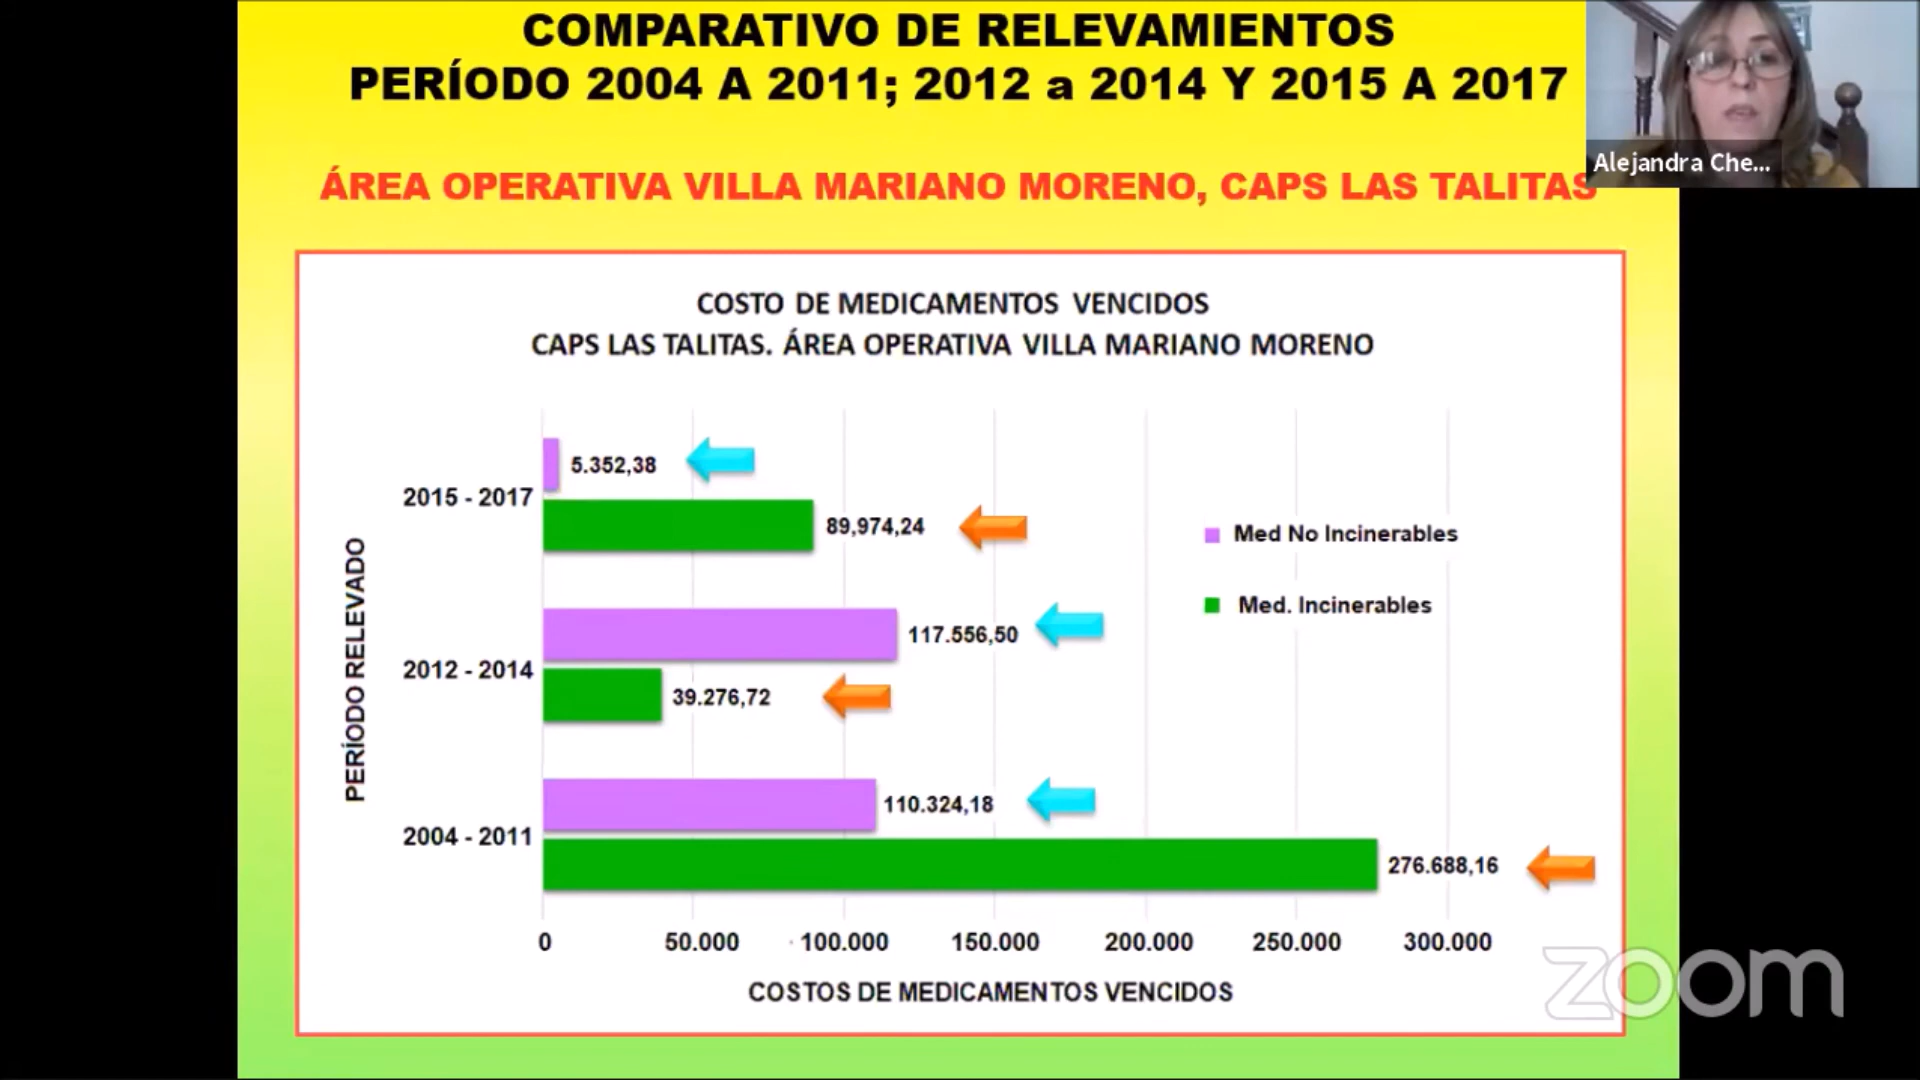 COMPARATIVO DE RELEVAMIENTOS
PERÍODO 2004 A 2011; 2012 a 2014 Y 2015 A 2017
Alejandra Che...
ÁREA OPERATIVA VILLA MARIANO MORENO, CAPS LAS TALITAS
COSTO DE MEDICAMENTOS VENCIDOS
CAPS LAS TALITAS. ÁREA OPERATIVA VILLA MARIANO MORENO
PERÍODO RELEVADO
2015 - 2017
5.352,38
89,974,24
2012 - 2014
117.556,50
39.276,72
2004 - 2011
110.324,18
276.688,16
Med No Incinerables
Med. Incinerables
0 50.000 100.000 150.000 200.000 250.000 300.000
COSTOS DE MEDICAMENTOS VENCIDOS
zoom